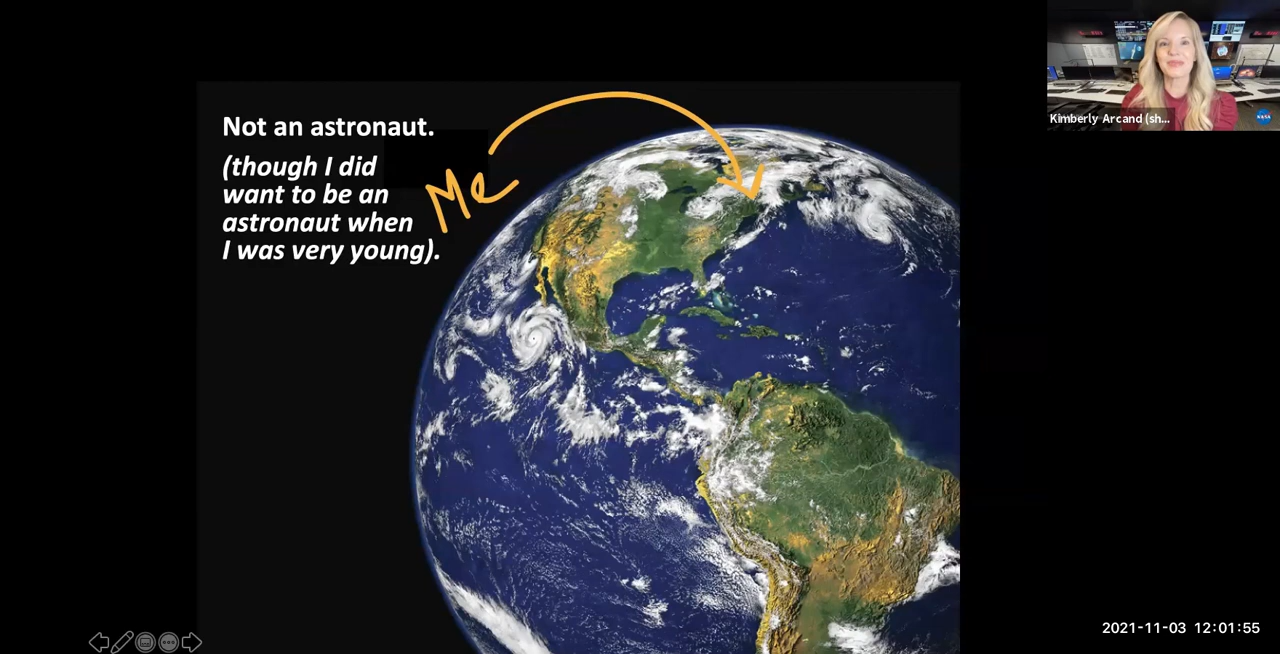 Not an astronaut.
(though I did
want to be an
astronaut when
I was very young).
Me
Kimberly Arcand (sh...
NASA
2021-11-03 12:01:55